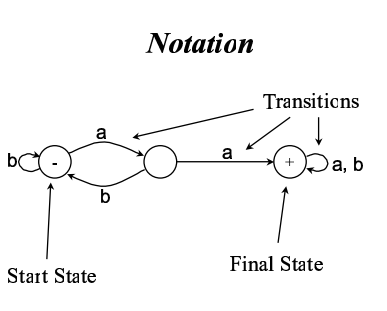 Notation
Transitions
a
b
-
a
+
a, b
b
Start State
Final State